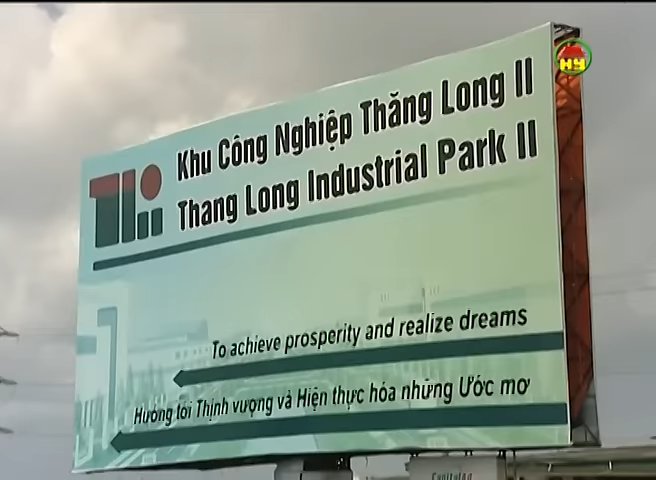 HY
Khu Công Nghiệp Thăng Long II
Thang Long Industrial Park II
To achieve prosperity and realize dreams
Hướng tới Thịnh vượng và Hiện thực hóa những Ước mơ